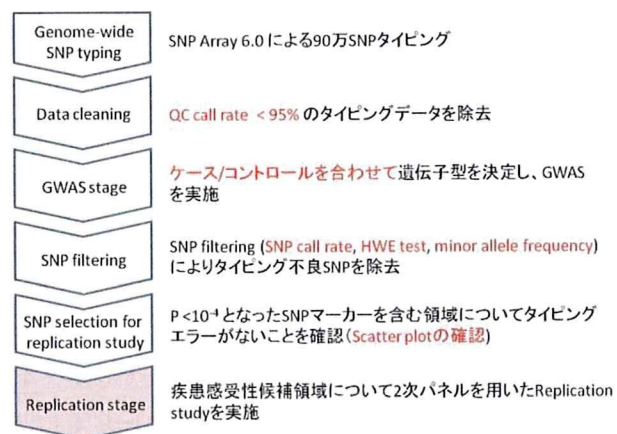 Genome-wide
SNP typing
SNP Array 6.0 による90万SNPタイピング
Data cleaning
QC call rate < 95% のタイピングデータを除去
GWAS stage
ケース/コントロールを合わせて遺伝子型を決定し、GWAS
を実施
SNP filtering
SNP filtering (SNP call rate, HWE test, minor allele frequency)
によりタイピング不良SNPを除去
SNP selection for
replication study
P <10⁻⁴ となったSNPマーカーを含む領域についてタイピング
エラーがないことを確認(Scatter plotの確認)
Replication stage
疾患感受性候補領域について2次パネルを用いたReplication
studyを実施